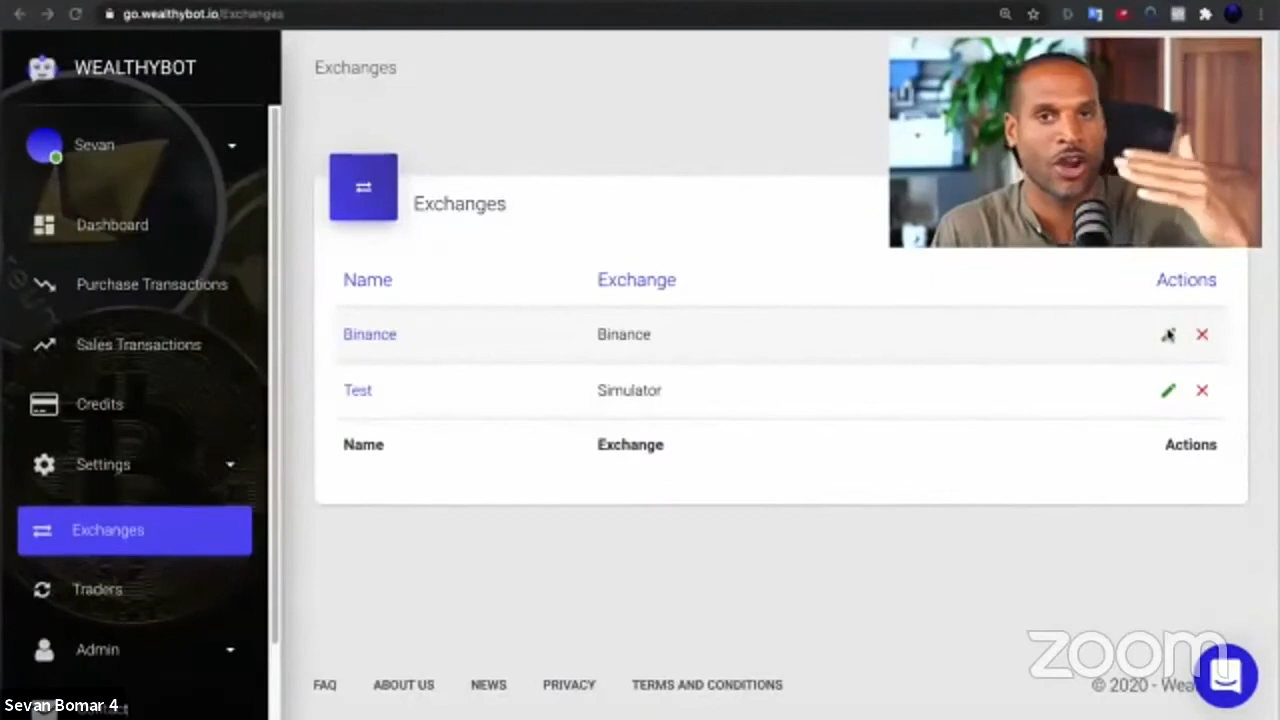 go.wealthybot.io/Exchanges
WEALTHYBOT
Sevan
Dashboard
Purchase Transactions
Sales Transactions
Credits
Settings
Exchanges
Traders
Admin
Contact
Exchanges
Exchanges
Name Exchange Actions
Binance Binance
Test Simulator
Name Exchange Actions
FAQ ABOUT US NEWS PRIVACY TERMS AND CONDITIONS
© 2020 -
zoom
Sevan Bomar 4